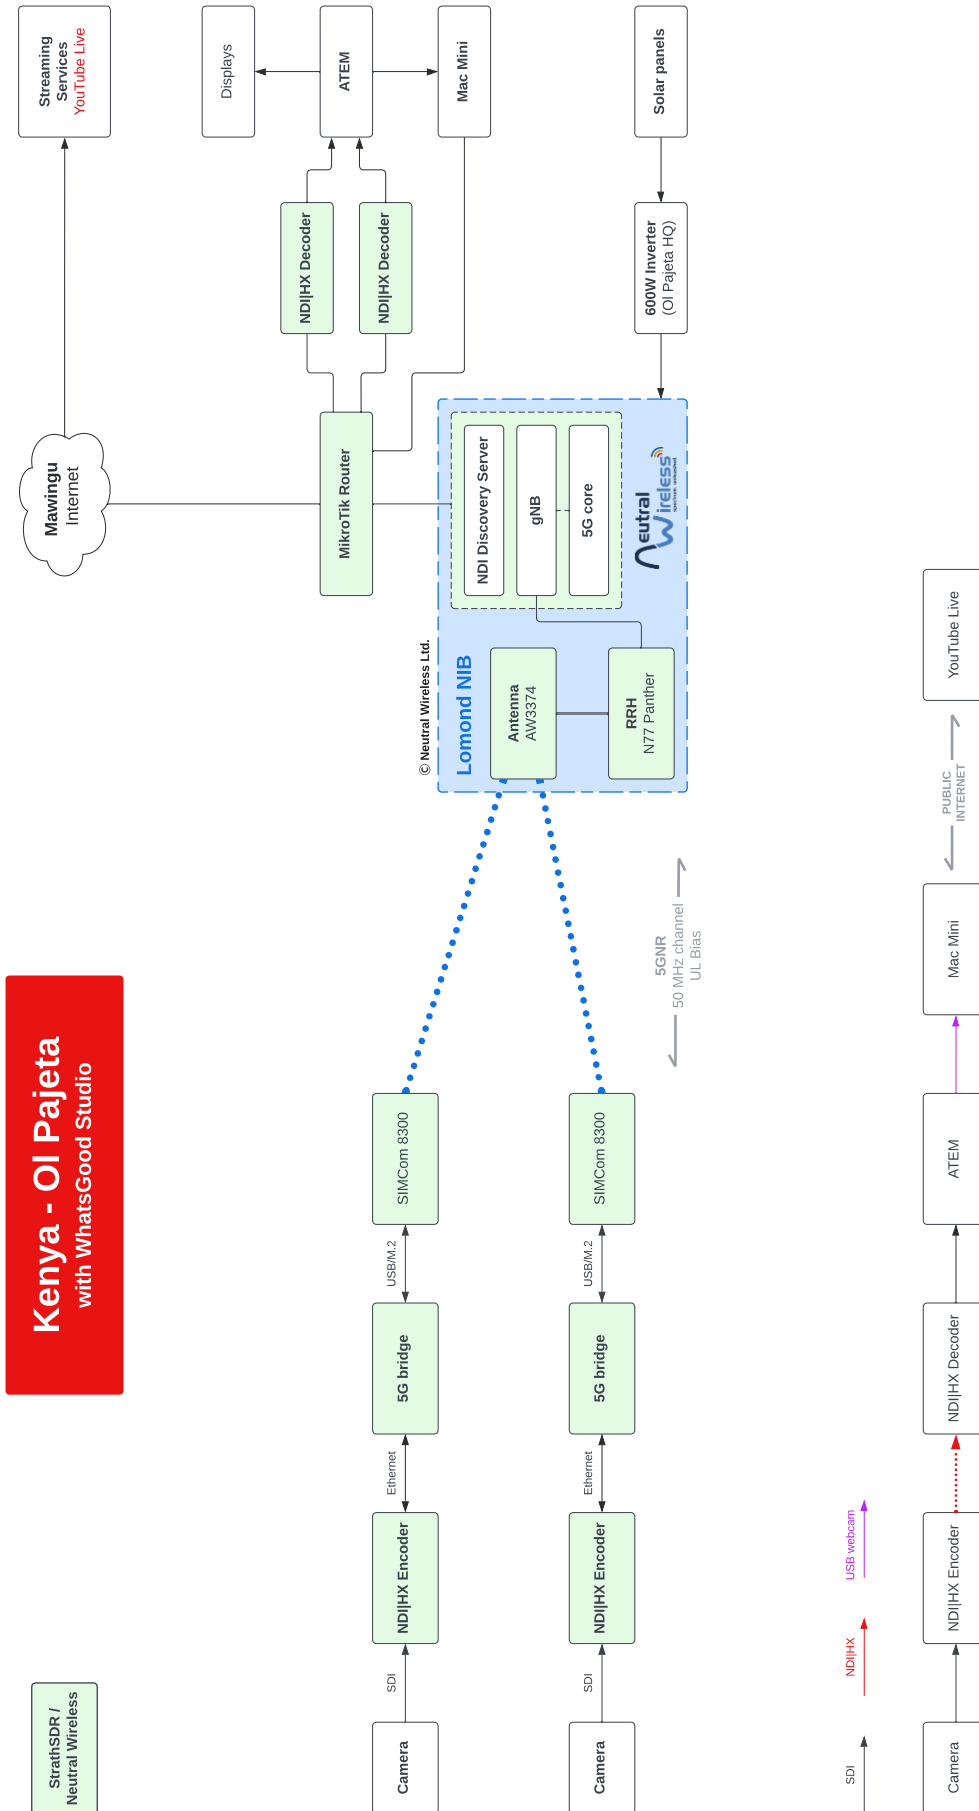 Kenya - Ol Pajeta
with WhatsGood Studio
StrathSDR /
Neutral Wireless
Streaming
Services
YouTube Live
Mawingu
Internet
Displays
ATEM
Mac Mini
Solar panels
NDI|HX Decoder
NDI|HX Decoder
600W Inverter
(Ol Pajeta HQ)
MikroTik Router
© Neutral Wireless Ltd.
Lomond NIB
NDI Discovery Server
gNB
5G core
Neutral
Wireless
spectrum. unleashed.
Antenna
AW3374
RRH
N77 Panther
5GNR
50 MHz channel
UL Bias
Camera
SDI
NDI|HX Encoder
Ethernet
5G bridge
USB/M.2
SIMCom 8300
Camera
SDI
NDI|HX Encoder
Ethernet
5G bridge
USB/M.2
SIMCom 8300
SDI
NDI|HX
USB webcam
Camera
NDI|HX Encoder
NDI|HX Decoder
ATEM
Mac Mini
PUBLIC
INTERNET
YouTube Live